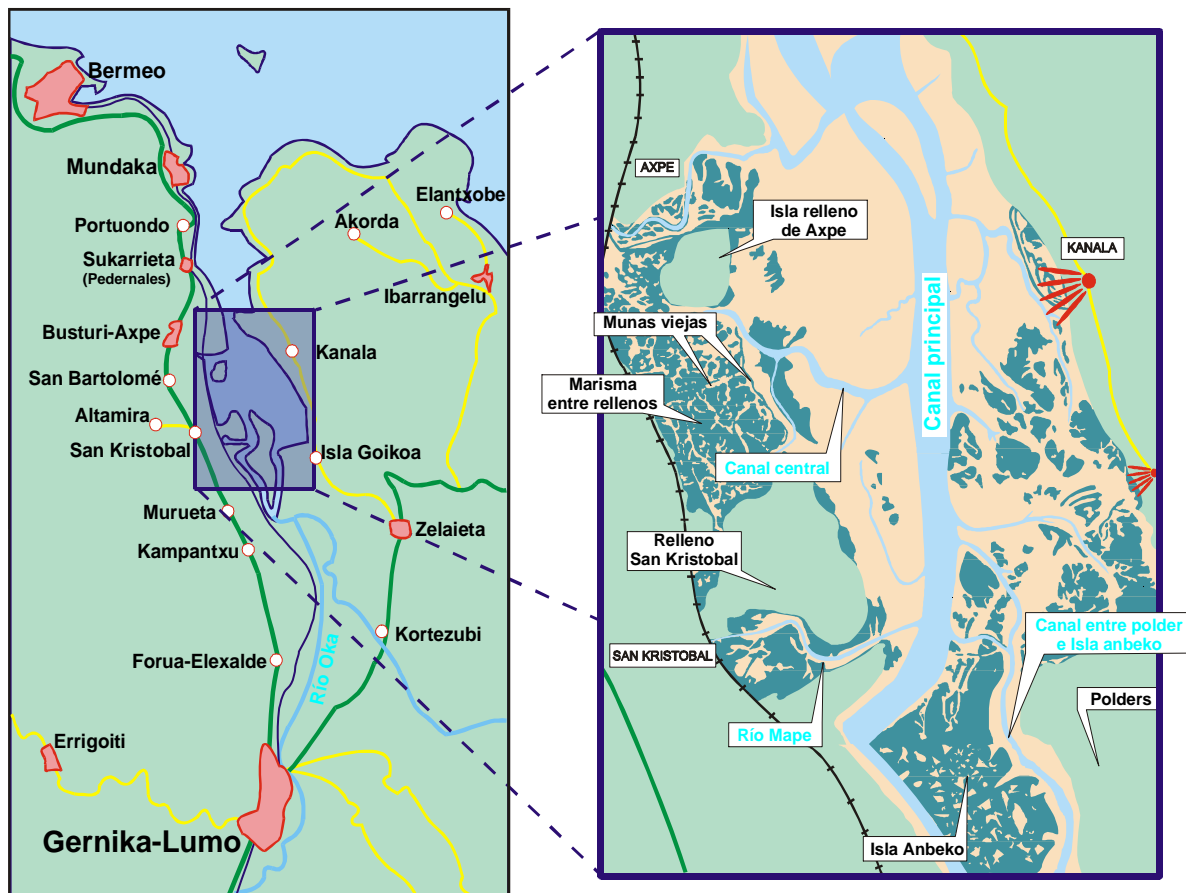 Bermeo
Mundaka
Portuondo
Sukarrieta
(Pedernales)
Busturi-Axpe
San Bartolomé
Altamira
San Kristobal
Murueta
Kampantxu
Forua-Elexalde
Errigoiti
Gernika-Lumo
Elantxobe
Akorda
Ibarrangelu
Kanala
Isla Goikoa
Zelaieta
Kortezubi
Río Oka
AXPE
Isla relleno
de Axpe
KANALA
Munas viejas
Marisma
entre rellenos
Canal principal
Canal central
Relleno
San Kristobal
SAN KRISTOBAL
Canal entre polder
e Isla anbeko
Río Mape
Polders
Isla Anbeko